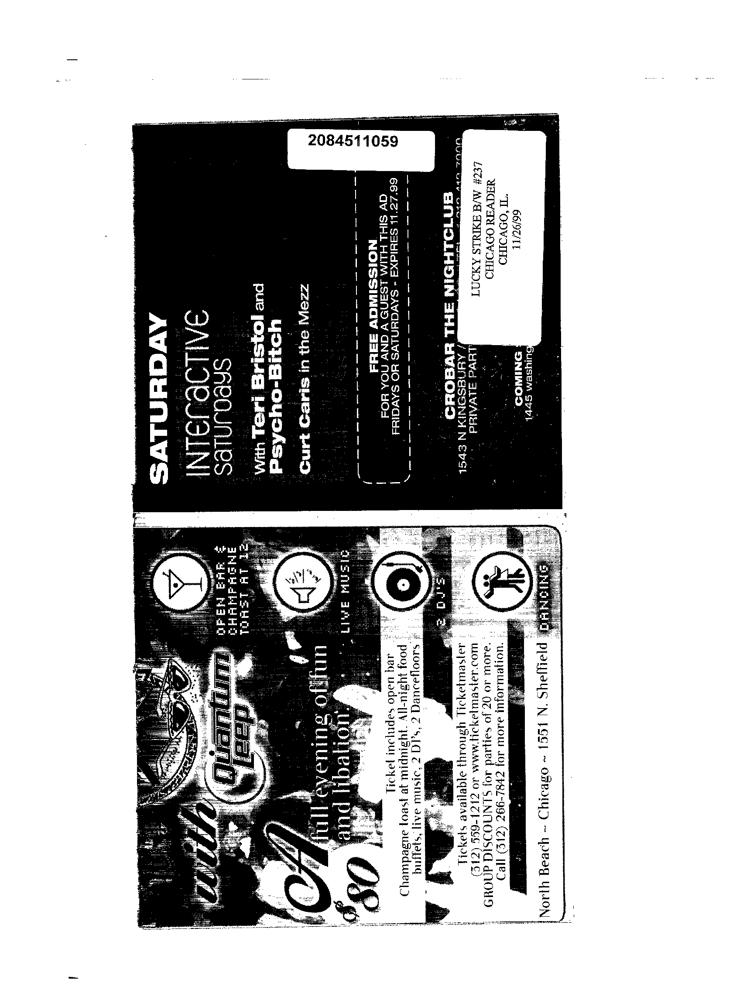 2084511059
LUCKY STRIKE B/W #237
CHICAGO READER
CHICAGO, IL.
11/26/99
SATURDAY
INTERACTIVE
SATURDAYS
With Teri Bristol and
Psycho-Bitch
Curt Caris in the Mezz
FREE ADMISSION
FOR YOU AND A GUEST WITH THIS AD
FRIDAYS OR SATURDAYS - EXPIRES 11.27.99
CROBAR THE NIGHTCLUB
1543 N KINGSBURY
PRIVATE PART
COMING
1445 washing
with
Quantum
Leep
A full evening of fun
and libation
$80
Ticket includes open bar
Champagne toast at midnight. All-night food
buffets, live music, 2 DJ's, 2 Dancefloors
Tickets available through Ticketmaster
(312) 559-1212 or www.ticketmaster.com
GROUP DISCOUNTS for parties of 20 or more.
Call (312) 266-7842 for more information.
North Beach ~ Chicago ~ 1551 N. Sheffield
OPEN BAR &
CHAMPAGNE
TOAST AT 12
LIVE MUSIC
2 DJ'S
DANCING